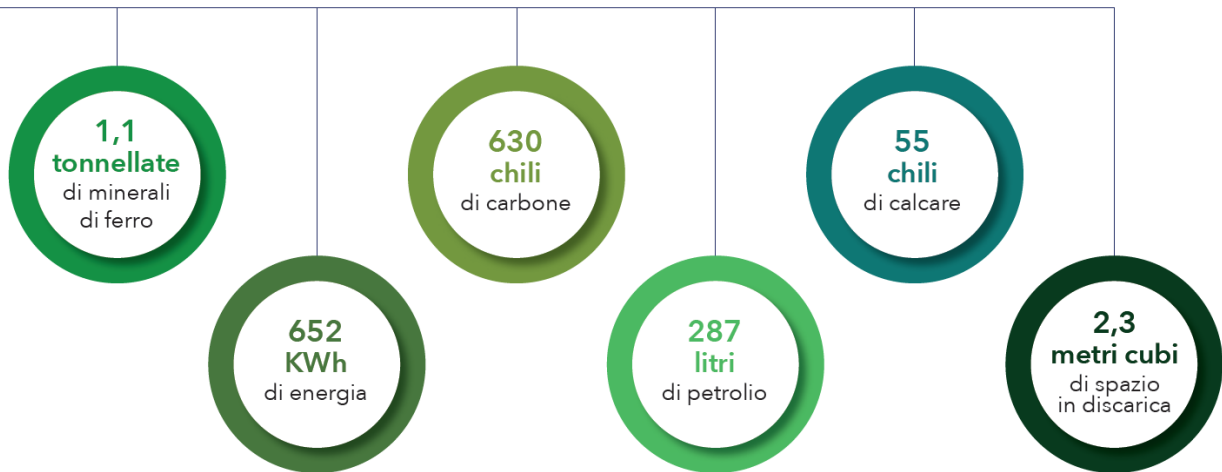 1,1
tonnellate
di minerali
di ferro
652
KWh
di energia
630
chili
di carbone
287
litri
di petrolio
55
chili
di calcare
2,3
metri cubi
di spazio
in discarica